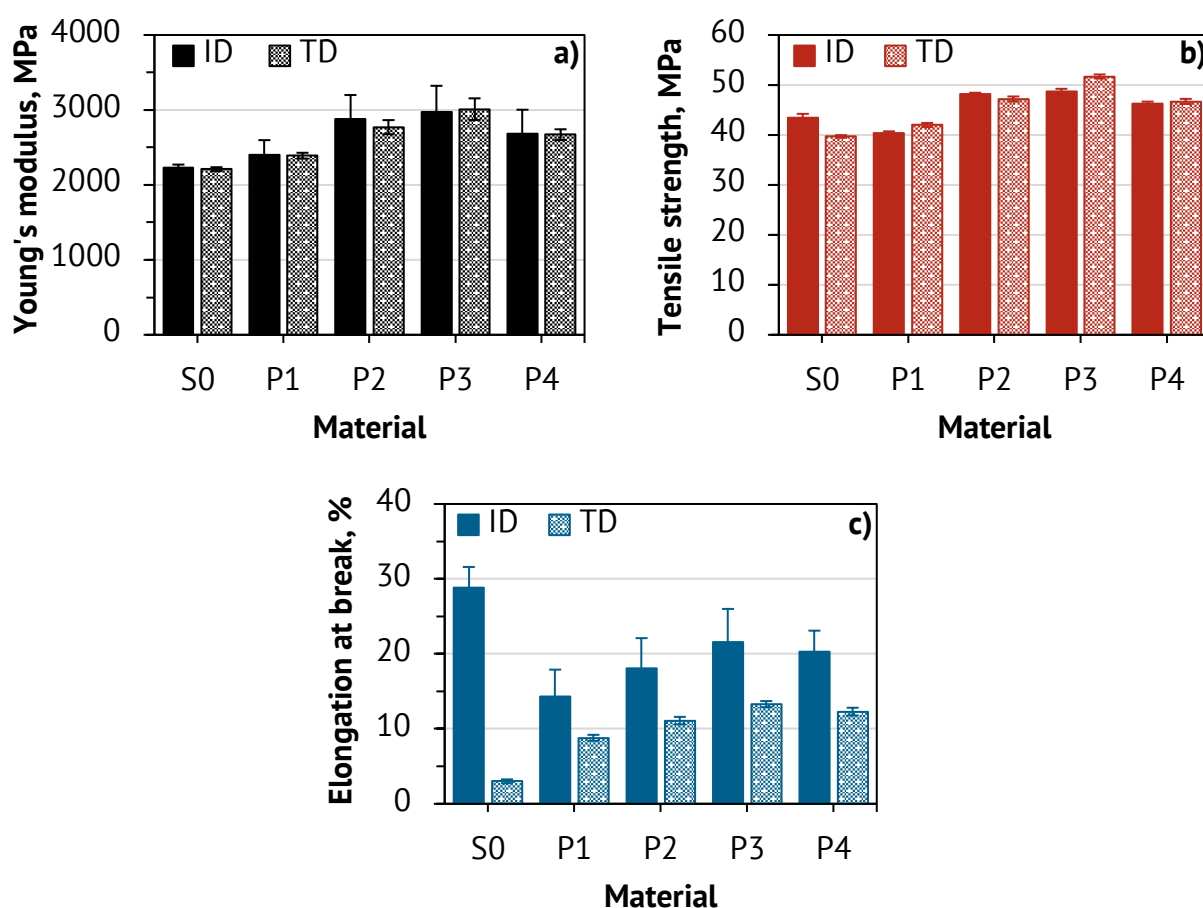 Young's modulus, MPa
4000
3000
2000
1000
0
ID TD
a)
S0 P1 P2 P3 P4
Material
Tensile strength, MPa
60
50
40
30
20
10
0
ID TD
b)
S0 P1 P2 P3 P4
Material
Elongation at break, %
40
30
20
10
0
ID TD
c)
S0 P1 P2 P3 P4
Material